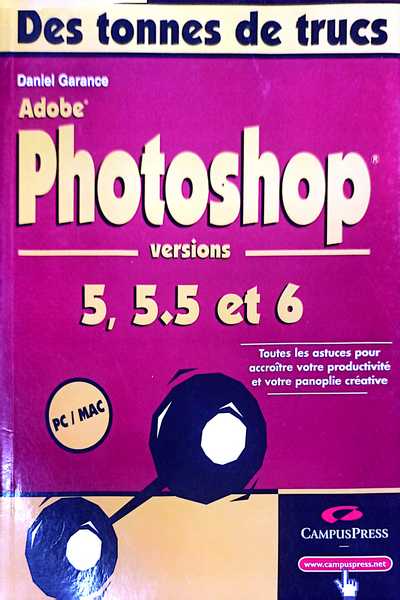 Des tonnes de trucs
Daniel Garance
Adobe®
Photoshop®
versions
5, 5.5 et 6
Toutes les astuces pour
accroître votre productivité
et votre panoplie créative
PC / MAC
CAMPUSPRESS
www.campuspress.net